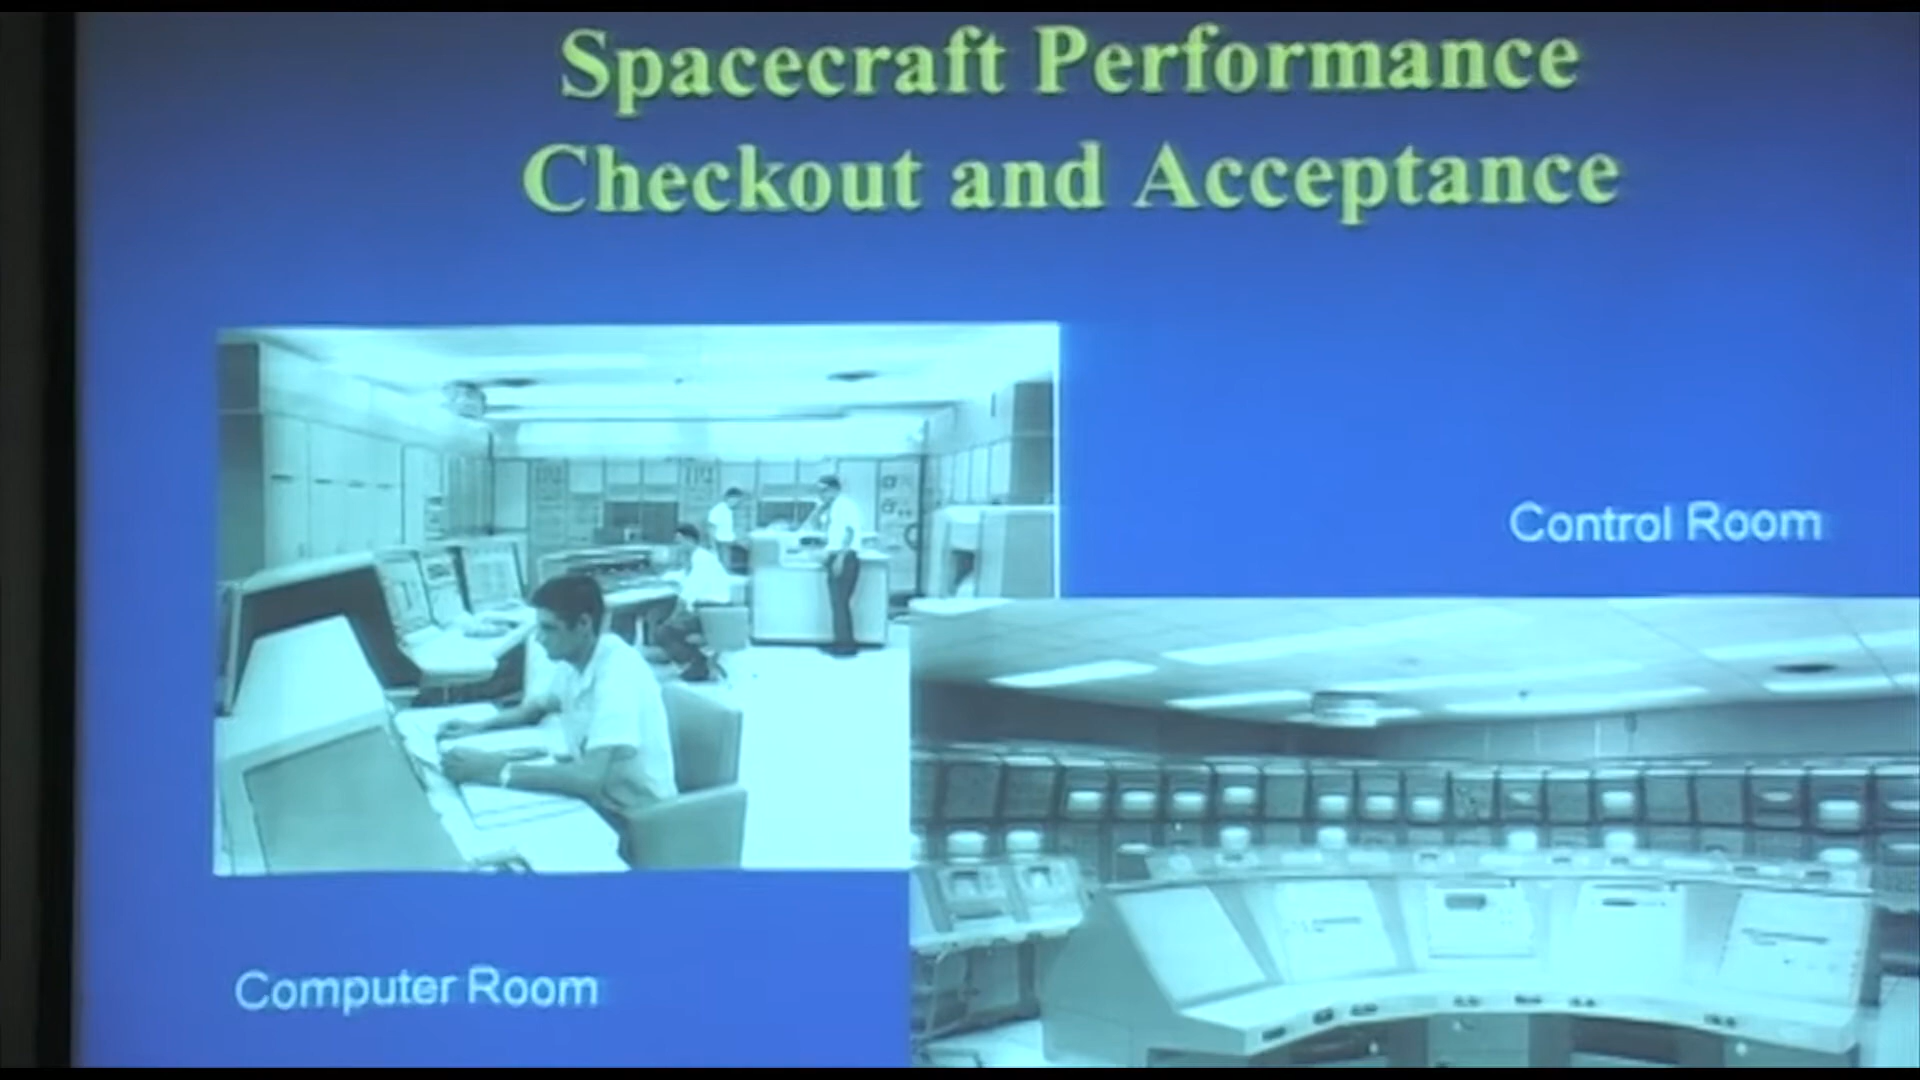 Spacecraft Performance
Checkout and Acceptance
Control Room
Computer Room